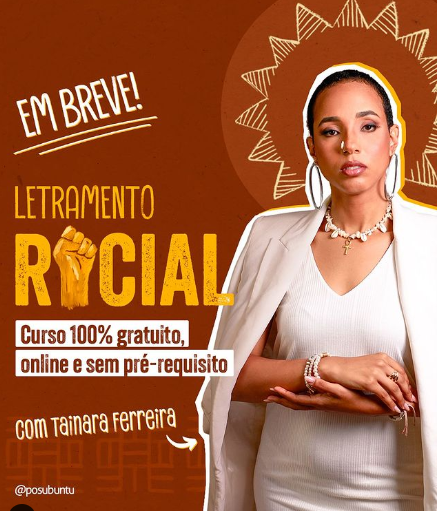 EM BREVE!
LETRAMENTO
RACIAL
Curso 100% gratuito,
online e sem pré-requisito
com Tainara Ferreira
@posubuntu